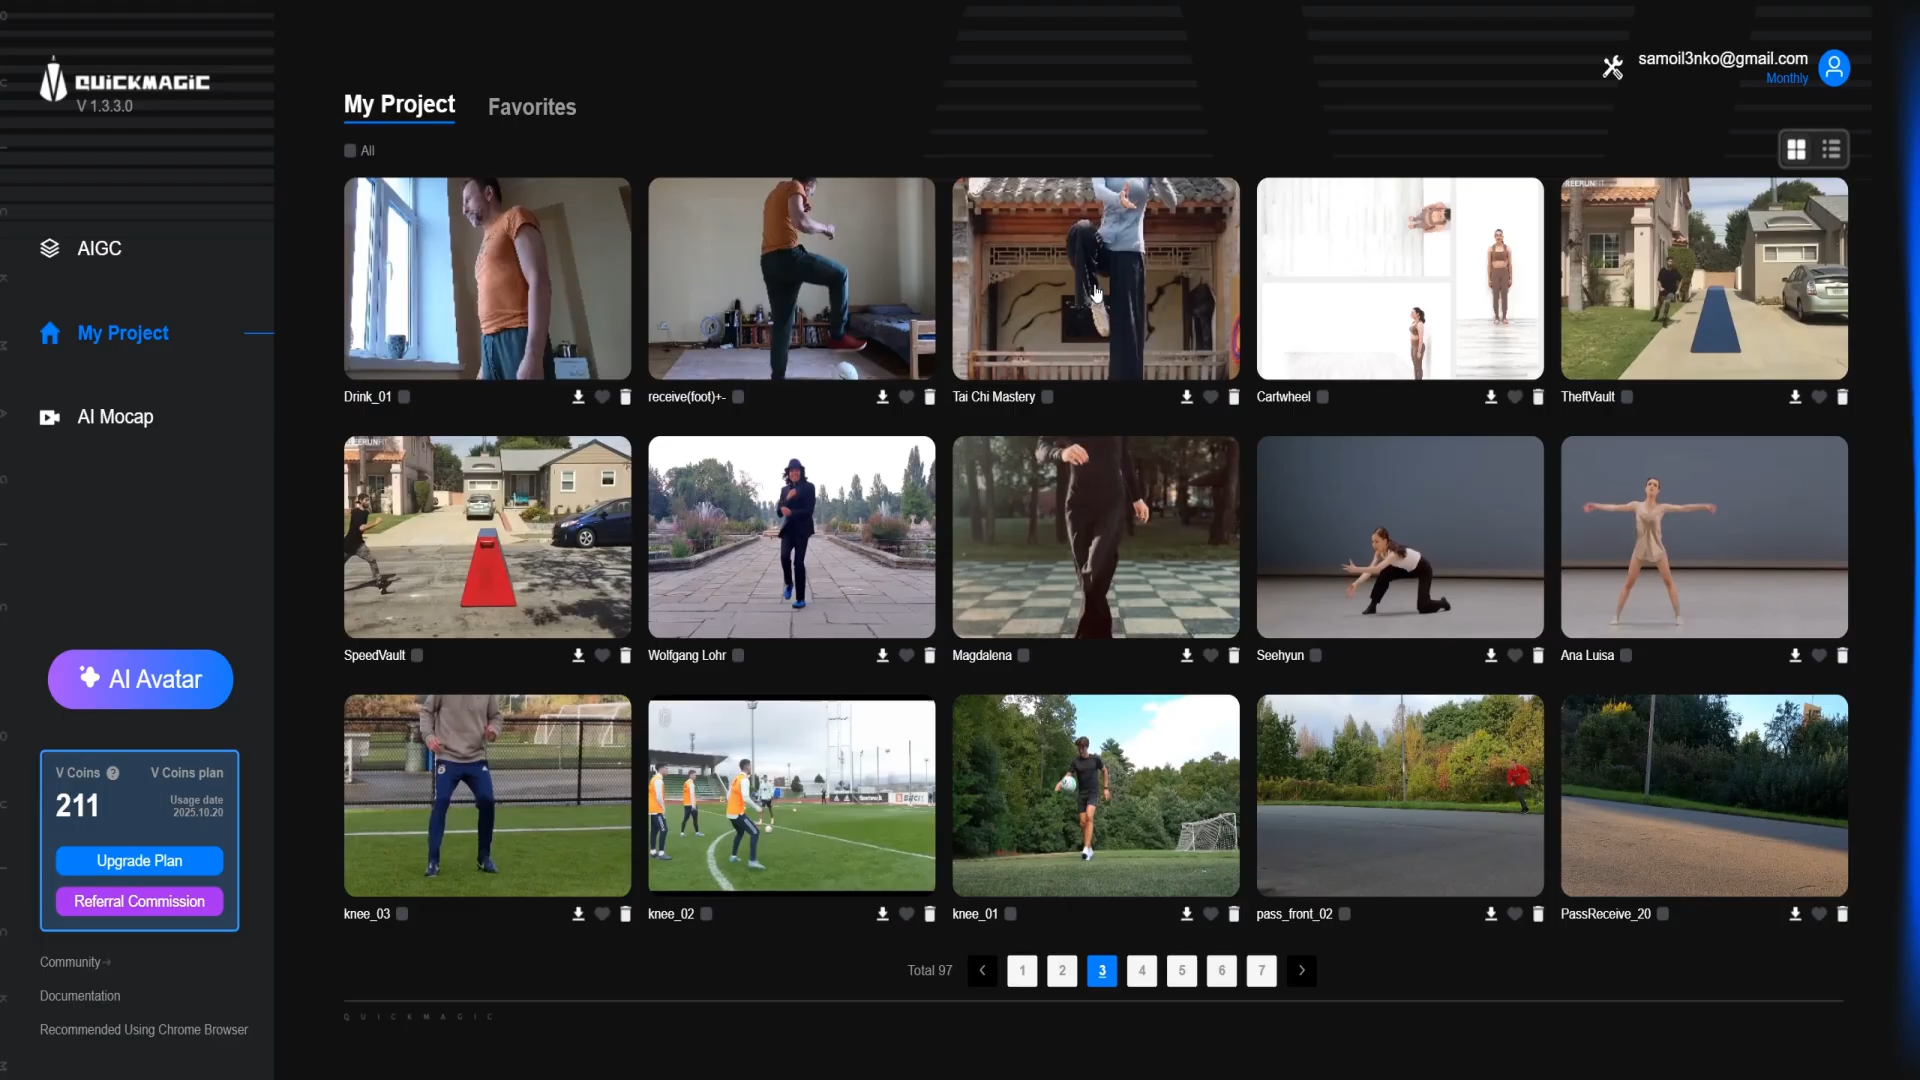 QUICKMAGIC
V 1.3.3.0
samoil3nko@gmail.com
Monthly
My Project
Favorites
All
AIGC
My Project
AI Mocap
AI Avatar
V Coins ?
V Coins plan
211
Usage date
2025.10.20
Upgrade Plan
Referral Commission
Community
Documentation
Recommended Using Chrome Browser
Drink_01
receive(foot)+-
Tai Chi Mastery
Cartwheel
TheftVault
SpeedVault
Wolfgang Lohr
Magdalena
Seehyun
Ana Luisa
knee_03
knee_02
knee_01
pass_front_02
PassReceive_20
Total 97
1
2
3
4
5
6
7
QUICKMAGIC